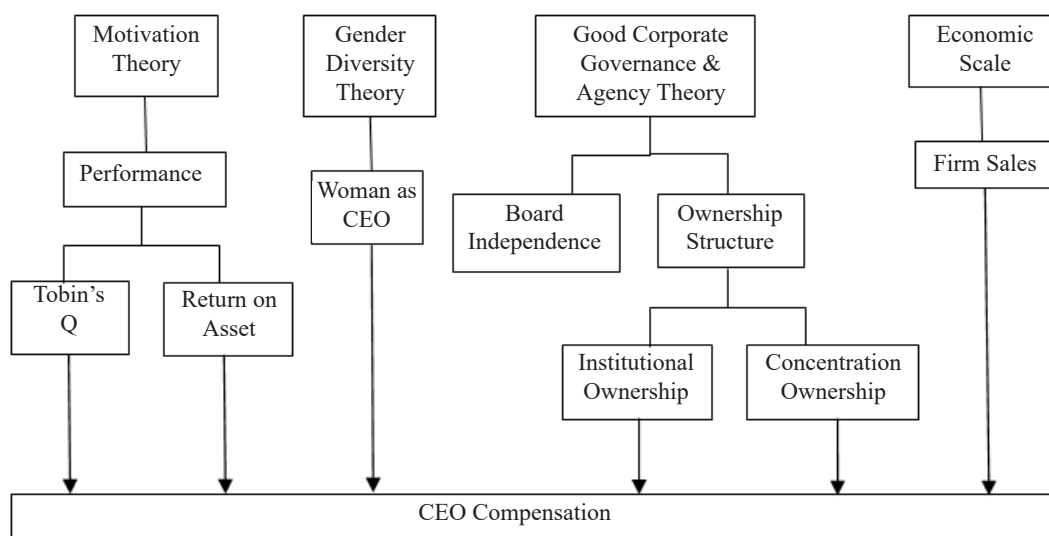 Motivation
Theory
Gender
Diversity
Theory
Good Corporate
Governance &
Agency Theory
Economic
Scale
Performance
Woman as
CEO
Board
Independence
Ownership
Structure
Firm Sales
Tobin's
Q
Return on
Asset
Institutional
Ownership
Concentration
Ownership
CEO Compensation